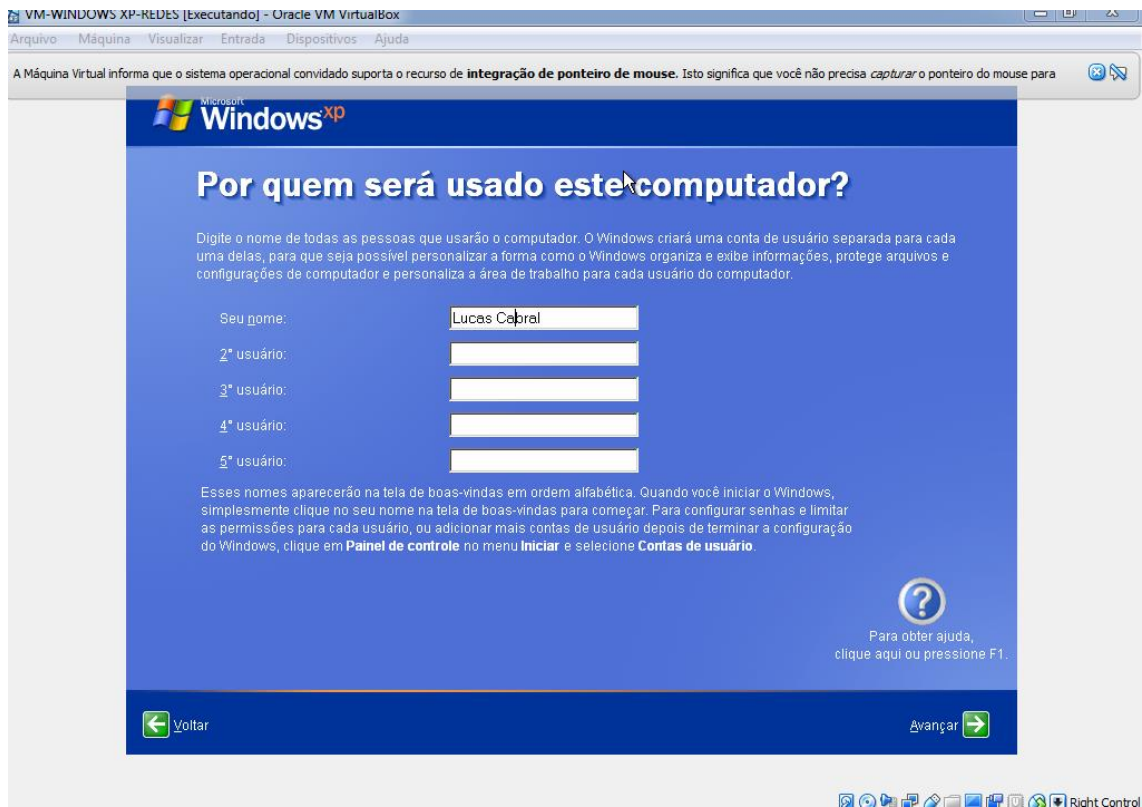 VM-WINDOWS XP-REDES [Executando] - Oracle VM VirtualBox
Arquivo Máquina Visualizar Entrada Dispositivos Ajuda
A Máquina Virtual informa que o sistema operacional convidado suporta o recurso de integração de ponteiro de mouse. Isto significa que você não precisa capturar o ponteiro do mouse para
Microsoft
Windows xp
Por quem será usado este computador?
Digite o nome de todas as pessoas que usarão o computador. O Windows criará uma conta de usuário separada para cada
uma delas, para que seja possível personalizar a forma como o Windows organiza e exibe informações, protege arquivos e
configurações de computador e personaliza a área de trabalho para cada usuário do computador.
Seu nome: Lucas Cabral
2º usuário:
3º usuário:
4º usuário:
5º usuário:
Esses nomes aparecerão na tela de boas-vindas em ordem alfabética. Quando você iniciar o Windows,
simplesmente clique no seu nome na tela de boas-vindas para começar. Para configurar senhas e limitar
as permissões para cada usuário, ou adicionar mais contas de usuário depois de terminar a configuração
do Windows, clique em Painel de controle no menu Iniciar e selecione Contas de usuário.
Para obter ajuda,
clique aqui ou pressione F1.
Voltar Avançar
Right Control